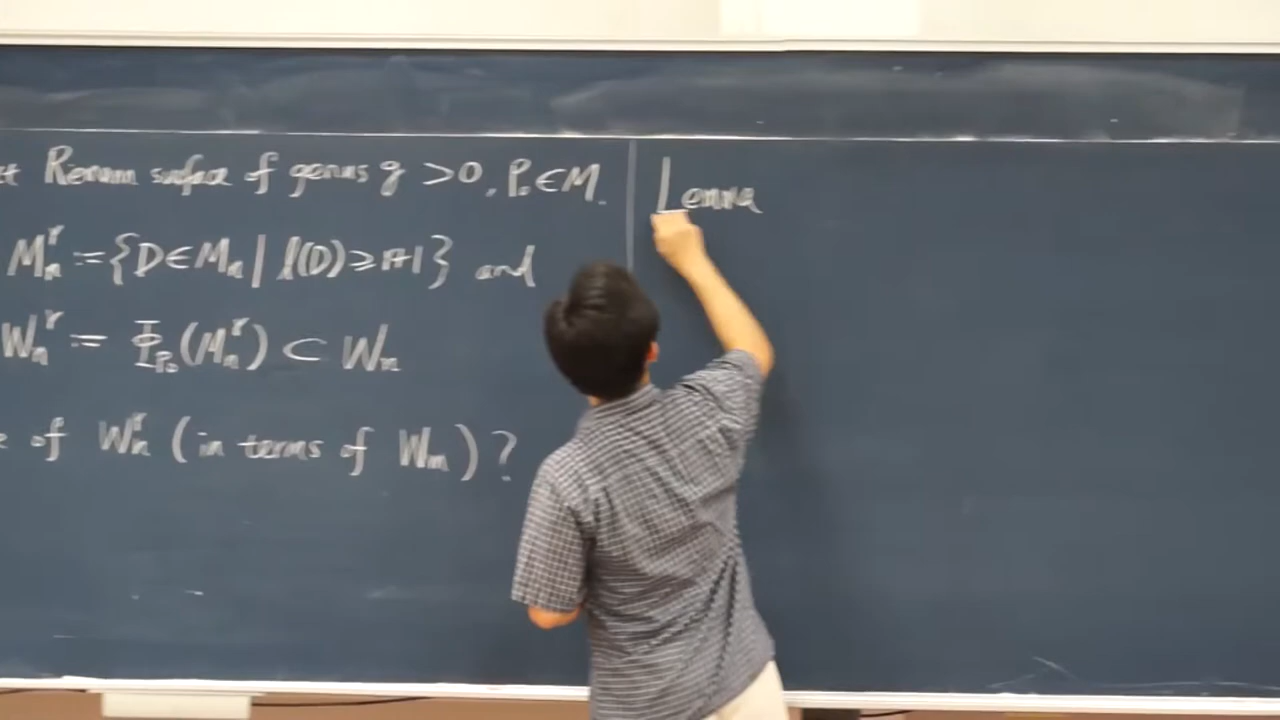 Riemann surface of genus g > 0, P₀ ∈ M.
Mₙʳ := {D ∈ Mₙ | l(D) ≥ r+1} and
Wₙʳ := Φ_{P₀}(Mₙʳ) ⊂ Wₙ
of Wₙʳ (in terms of Wₘ)?
Lemma